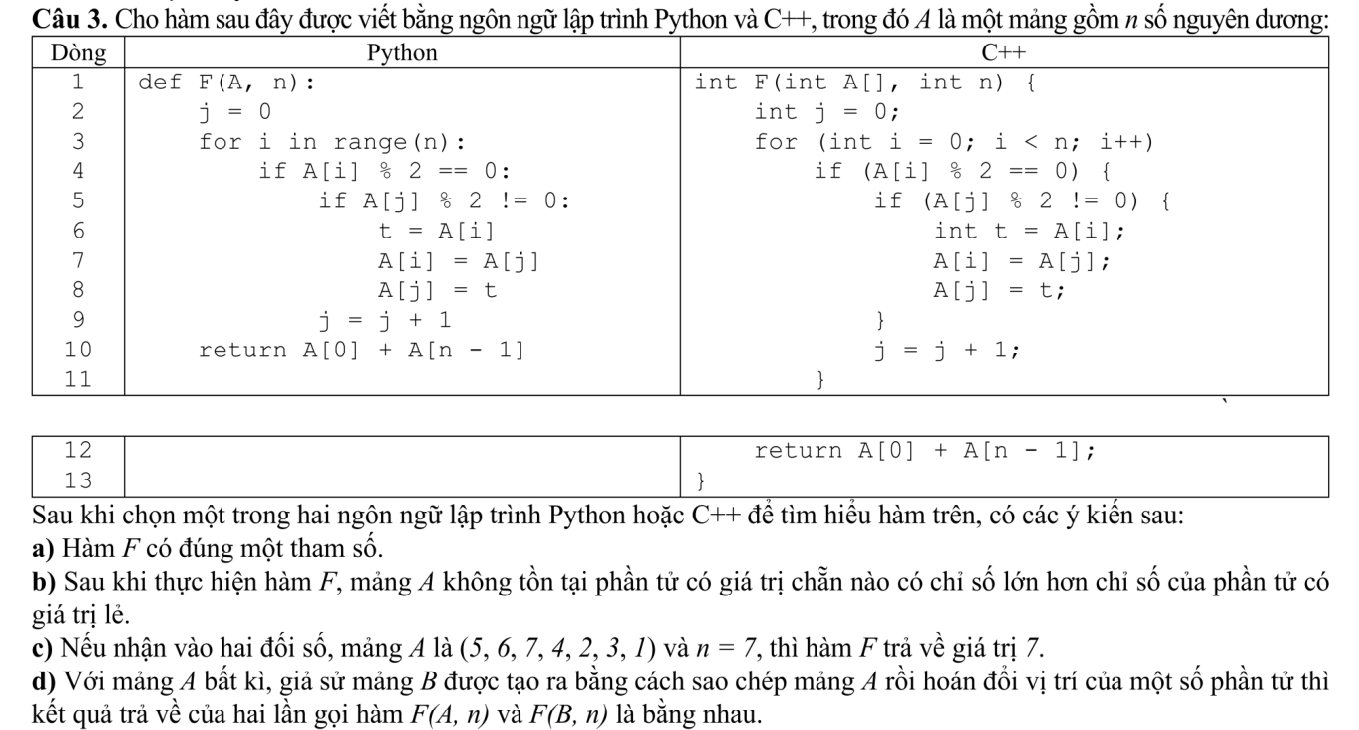 Câu 3. Cho hàm sau đây được viết bằng ngôn ngữ lập trình Python và C++, trong đó A là một mảng gồm n số nguyên dương:
Dòng Python C++
1 def F(A, n): int F(int A[], int n) {
2 j = 0 int j = 0;
3 for i in range(n): for (int i = 0; i < n; i++)
4 if A[i] % 2 == 0: if (A[i] % 2 == 0) {
5 if A[j] % 2 != 0: if (A[j] % 2 != 0) {
6 t = A[i] int t = A[i];
7 A[i] = A[j] A[i] = A[j];
8 A[j] = t A[j] = t;
9 j = j + 1 }
10 return A[0] + A[n - 1] j = j + 1;
11 }
12 return A[0] + A[n - 1];
13 }
Sau khi chọn một trong hai ngôn ngữ lập trình Python hoặc C++ để tìm hiểu hàm trên, có các ý kiến sau:
a) Hàm F có đúng một tham số.
b) Sau khi thực hiện hàm F, mảng A không tồn tại phần tử có giá trị chẵn nào có chỉ số lớn hơn chỉ số của phần tử có
giá trị lẻ.
c) Nếu nhận vào hai đối số, mảng A là (5, 6, 7, 4, 2, 3, 1) và n = 7, thì hàm F trả về giá trị 7.
d) Với mảng A bất kì, giả sử mảng B được tạo ra bằng cách sao chép mảng A rồi hoán đổi vị trí của một số phần tử thì
kết quả trả về của hai lần gọi hàm F(A, n) và F(B, n) là bằng nhau.